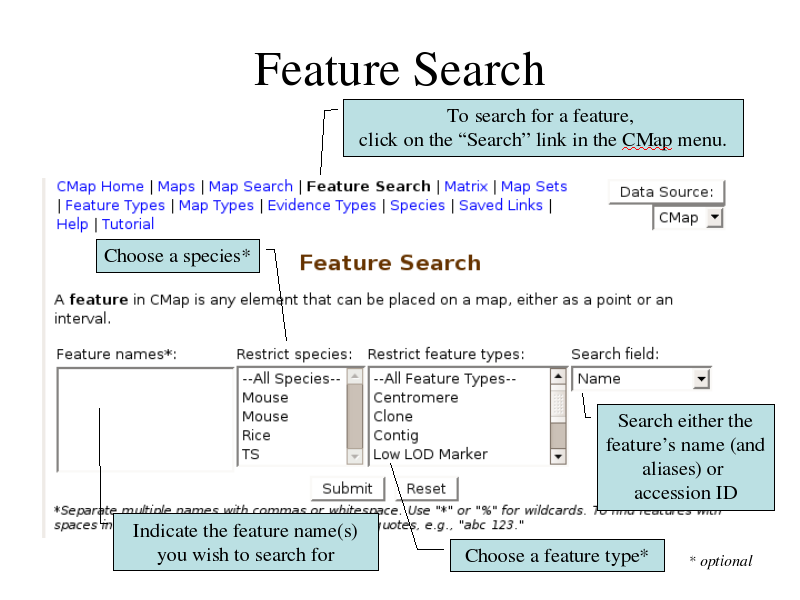 Feature Search
To search for a feature,
click on the “Search” link in the CMap menu.
CMap Home | Maps | Map Search | Feature Search | Matrix | Map Sets
| Feature Types | Map Types | Evidence Types | Species | Saved Links |
Help | Tutorial
Data Source:
CMap
Choose a species*
Feature Search
A feature in CMap is any element that can be placed on a map, either as a point or an
interval.
Feature names*:
Restrict species:
--All Species--
Mouse
Mouse
Rice
TS
Restrict feature types:
--All Feature Types--
Centromere
Clone
Contig
Low LOD Marker
Search field:
Name
Search either the
feature’s name (and
aliases) or
accession ID
Submit
Reset
*Separate multiple names with commas or whitespace. Use "*" or "%" for wildcards. To find features with
spaces quotes, e.g., "abc 123."
Indicate the feature name(s)
you wish to search for
Choose a feature type*
* optional